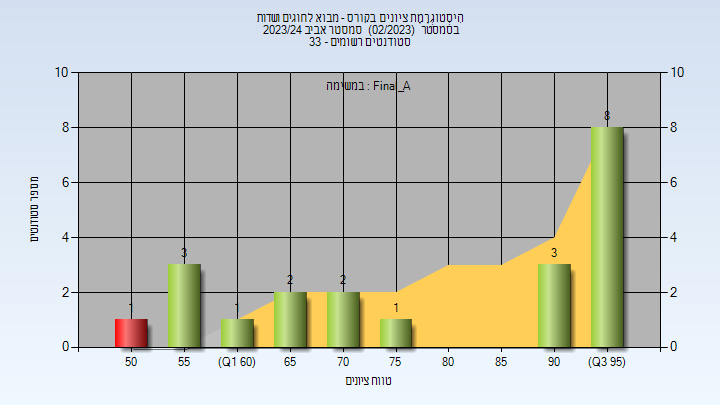 היסטוגרמת ציונים בקורס - מבוא לחוגים ושדות
בסמסטר (02/2023) סמסטר אביב 2023/24
סטודנטים רשומים - 33
במשימה : Final_A
10 10
8 8
6 6
4 4
2 2
0 0
1 3 1 2 2 1 3 8
מספר סטודנטים
50 55 (Q1 60) 65 70 75 80 85 90 (Q3 95)
טווח ציונים